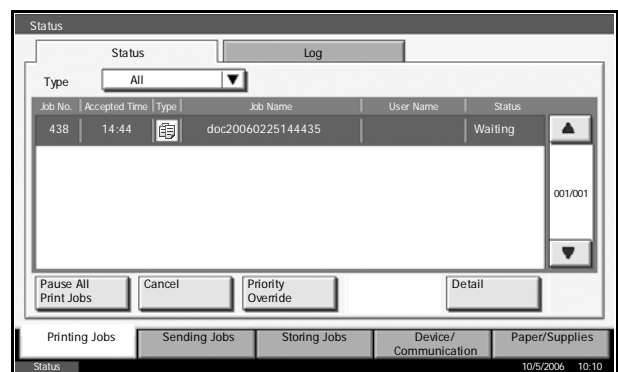 Status
Status Log
Type All
Job No. Accepted Time Type Job Name User Name Status
438 14:44 doc20060225144435 Waiting
001/001
Pause All
Print Jobs
Cancel
Priority
Override
Detail
Printing Jobs Sending Jobs Storing Jobs Device/
Communication
Paper/Supplies
Status 10/5/2006 10:10